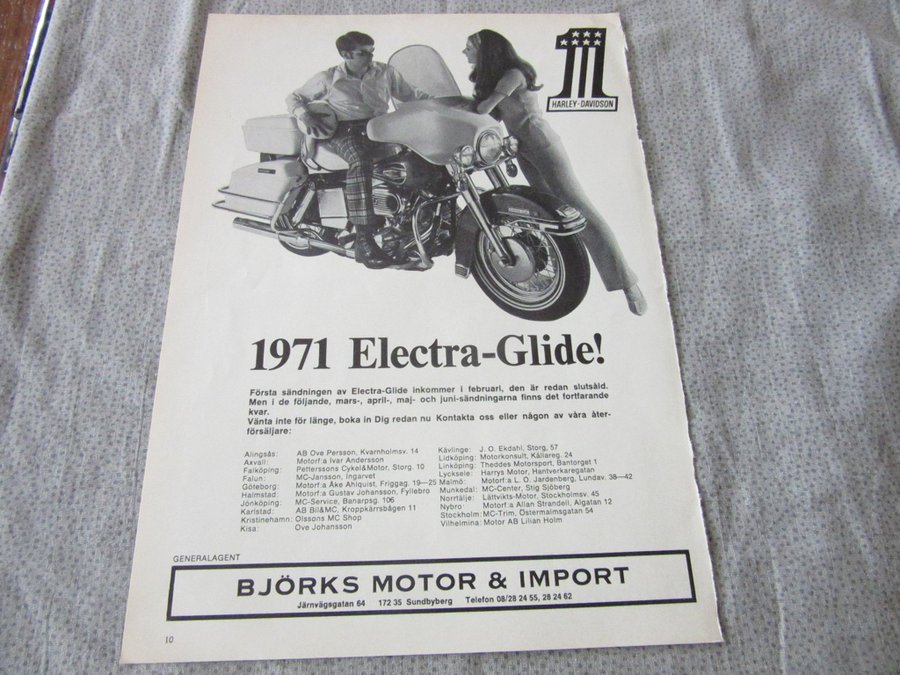 1
HARLEY-DAVIDSON
1971 Electra-Glide!
Första sändningen av Electra-Glide inkommer i februari, den är redan slutsåld.
Men i de följande, mars-, april-, maj- och juni-sändningarna finns det fortfarande
kvar.
Vänta inte för länge, boka in Dig redan nu Kontakta oss eller någon av våra åter-
försäljare:
Alingsås: AB Ove Persson, Kvarnholmsv. 14
Axvall: Motorf:a Ivar Andersson
Falköping: Petterssons Cykel&Motor, Storg. 10
Falun: MC-Jansson, Ingarvet
Göteborg: Motorf:a Åke Ahlquist, Friggag. 19—25
Halmstad: Motorf:a Gustav Johansson, Fyllebro
Jönköping: MC-Service, Banarpsg. 106
Karlstad: AB Bil&MC, Kroppkärrsbågen 11
Kristinehamn: Olssons MC Shop
Kisa: Ove Johansson
Kävlinge: J. O. Ekdahl, Storg. 57
Lidköping: Motorkonsult, Kållareg. 24
Linköping: Theddes Motorsport, Bantorget 1
Lycksele: Harrys Motor, Hantverkaregatan
Malmö: Motorf:a L. O. Jardenberg, Lundav. 38—42
Munkedal: MC-Center, Stig Sjöberg
Norrtälje: Lättvikts-Motor, Stockholmsv. 45
Nybro Motorf:a Allan Strandell, Algatan 12
Stockholm: MC-Trim, Östermalmsgatan 54
Vilhelmina: Motor AB Lilian Holm
GENERALAGENT
BJÖRKS MOTOR & IMPORT
Järnvägsgatan 64 172 35 Sundbyberg Telefon 08/28 24 55, 28 24 62
10